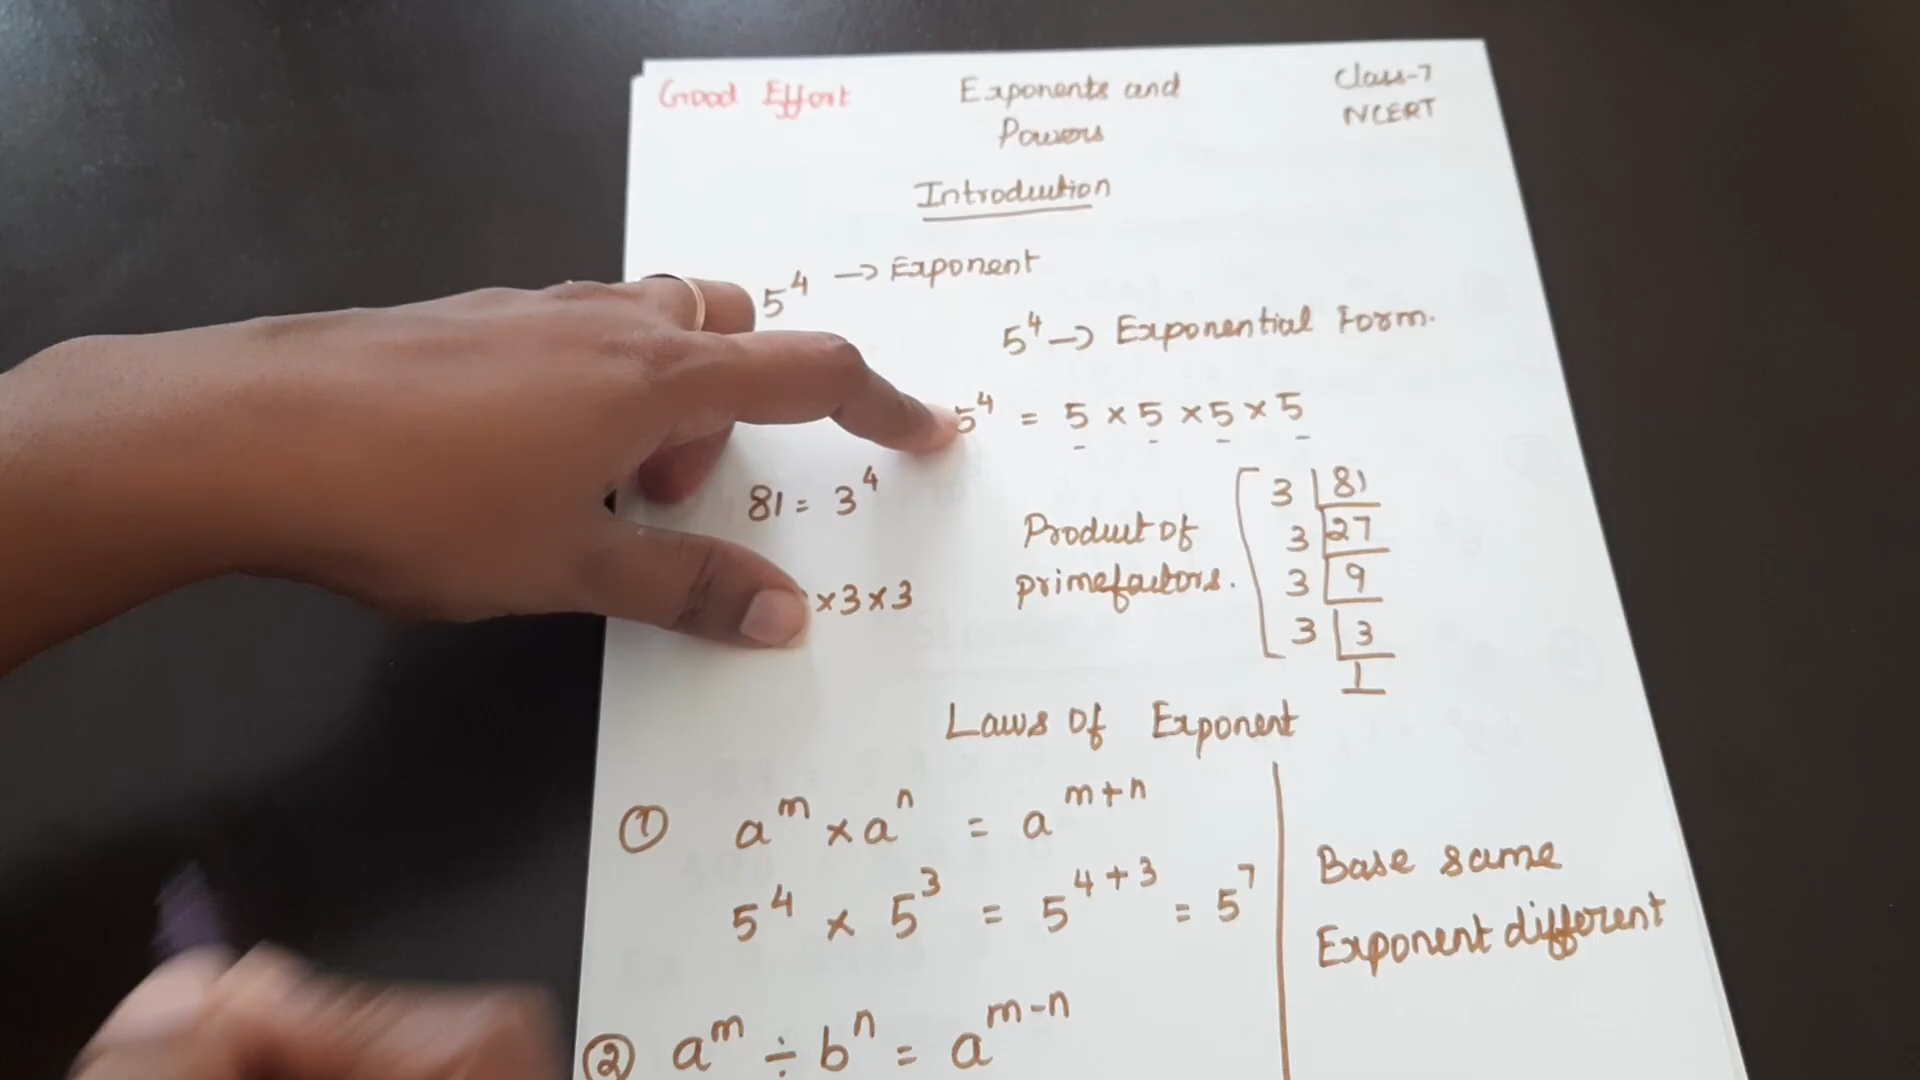 Good Effort
Exponents and
Powers
Class-7
NCERT
Introduction
5⁴ → Exponent
5⁴ → Exponential Form.
5⁴ = 5 × 5 × 5 × 5
81 = 3⁴
×3×3
Product of
primefactors.
3 81
3 27
3 9
3 3
1
Laws Of Exponent
① aᵐ × aⁿ = aᵐ⁺ⁿ
5⁴ × 5³ = 5⁴⁺³ = 5⁷
Base same
Exponent different
② aᵐ ÷ bⁿ = aᵐ⁻ⁿ